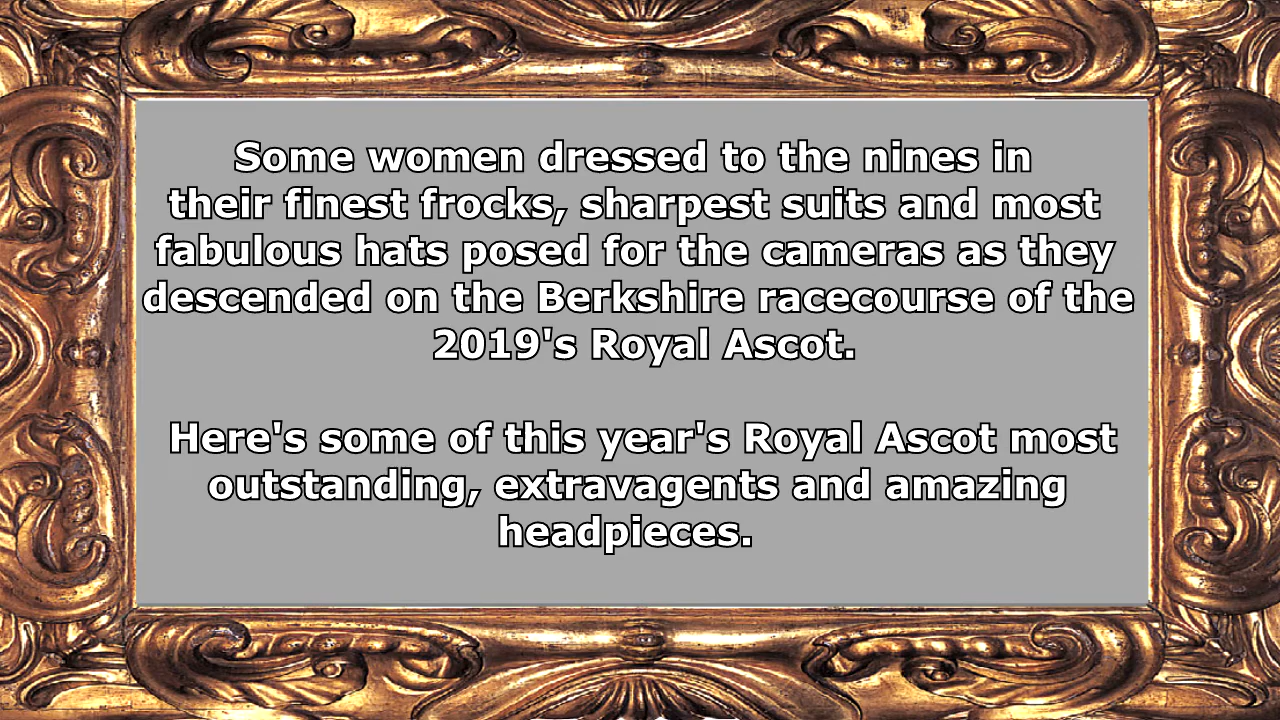 Some women dressed to the nines in
their finest frocks, sharpest suits and most
fabulous hats posed for the cameras as they
descended on the Berkshire racecourse of the
2019's Royal Ascot.
Here's some of this year's Royal Ascot most
outstanding, extravagents and amazing
headpieces.